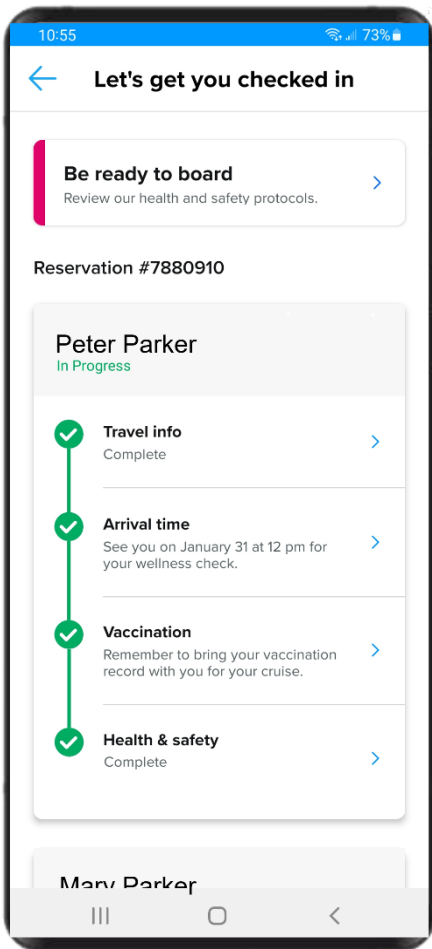 10:55
73%
Let's get you checked in
Be ready to board
Review our health and safety protocols.
Reservation #7880910
Peter Parker
In Progress
Travel info
Complete
Arrival time
See you on January 31 at 12 pm for
your wellness check.
Vaccination
Remember to bring your vaccination
record with you for your cruise.
Health & safety
Complete
Mary Parker